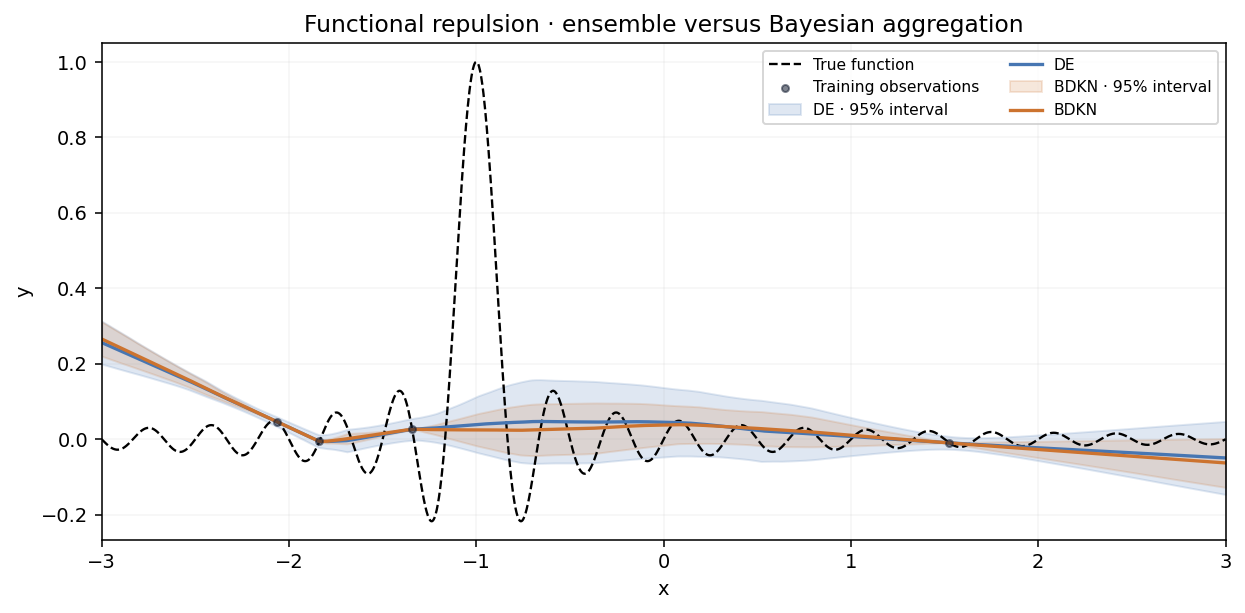 Functional repulsion · ensemble versus Bayesian aggregation
True function
Training observations
DE · 95% interval
DE
BDKN · 95% interval
BDKN
y
1.0
0.8
0.6
0.4
0.2
0.0
−0.2
−3
−2
−1
0
1
2
3
x